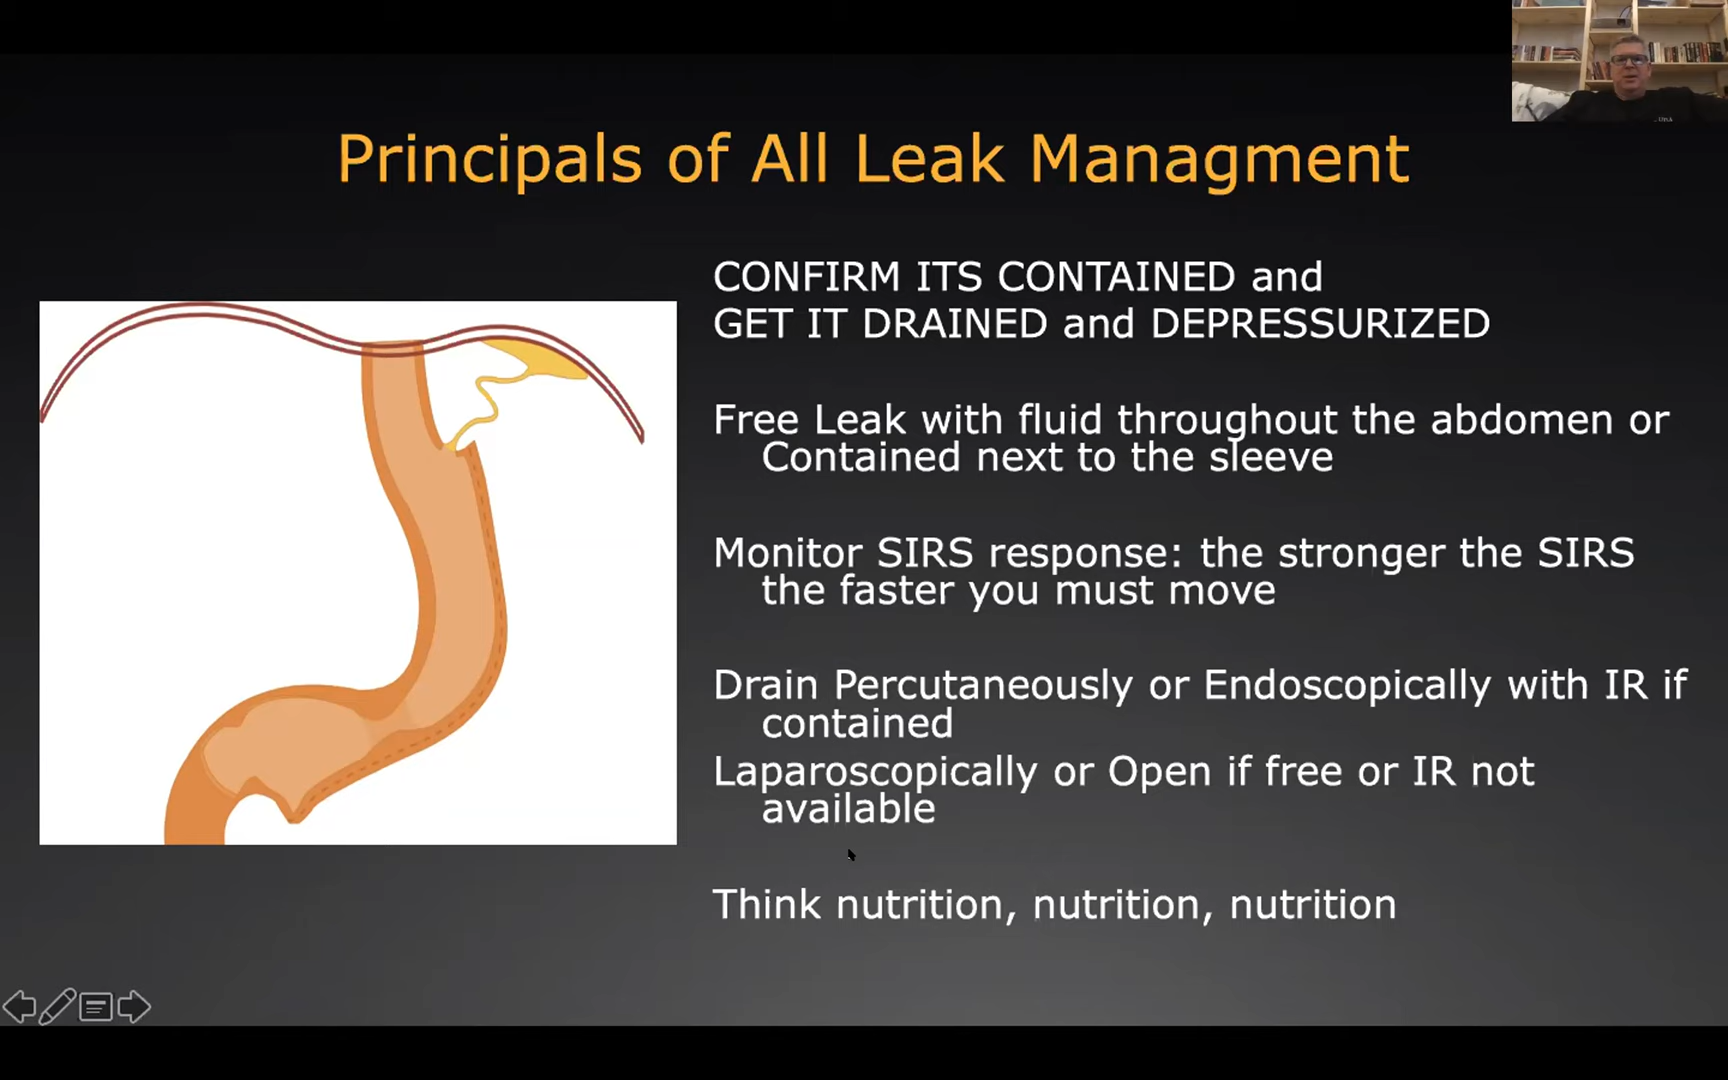 Principals of All Leak Managment
CONFIRM ITS CONTAINED and
GET IT DRAINED and DEPRESSURIZED
Free Leak with fluid throughout the abdomen or
Contained next to the sleeve
Monitor SIRS response: the stronger the SIRS
the faster you must move
Drain Percutaneously or Endoscopically with IR if
contained
Laparoscopically or Open if free or IR not
available
Think nutrition, nutrition, nutrition